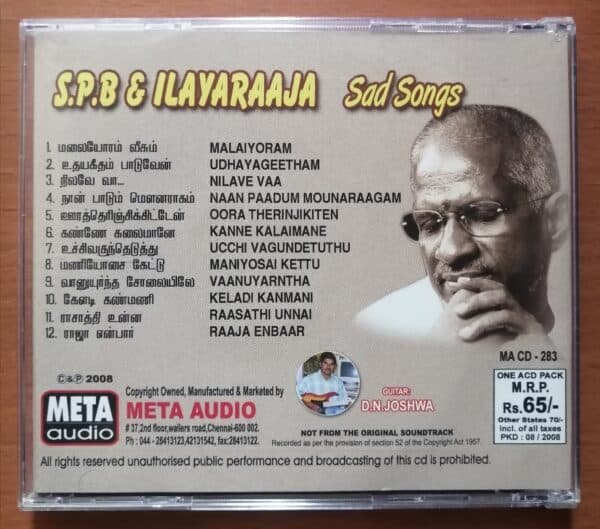 S.P.B & ILAYARAAJA Sad Songs
1. மலையோரம் வீசும் MALAIYORAM
2. உதயகீதம் பாடுவேன் UDHAYAGEETHAM
3. நிலவே வா... NILAVE VAA
4. நான் பாடும் மௌனராகம் NAAN PAADUM MOUNARAAGAM
5. ஊரத்தெரிஞ்சிக்கிட்டேன் OORA THERINJIKITEN
6. கண்ணே கலைமானே KANNE KALAIMANE
7. உச்சிவகுந்தெடுத்து UCCHI VAGUNDETUTHU
8. மணியோசை கேட்டு MANIYOSAI KETTU
9. வானுயர்ந்த சோலையிலே VAANUYARNTHA
10. கேளடி கண்மணி KELADI KANMANI
11. ராசாத்தி உன்ன RAASATHI UNNAI
12. ராஜா என்பார் RAAJA ENBAAR
MA CD - 283
©&℗ 2008
META audio
Copyright Owned, Manufactured & Marketed by
META AUDIO
# 37,2nd floor,wallers road,Chennai-600 002.
Ph : 044 - 28413123,42131542, fax:28413122.
GUITAR:
D.N.JOSHWA
NOT FROM THE ORIGINAL SOUNDTRACK
Recorded as per the provision of section 52 of the Copyright Act 1957.
ONE ACD PACK
M.R.P.
Rs.65/-
Other States 70/-
incl. of all taxes
PKD : 08 / 2008
All rights reserved unauthorised public performance and broadcasting of this cd is prohibited.